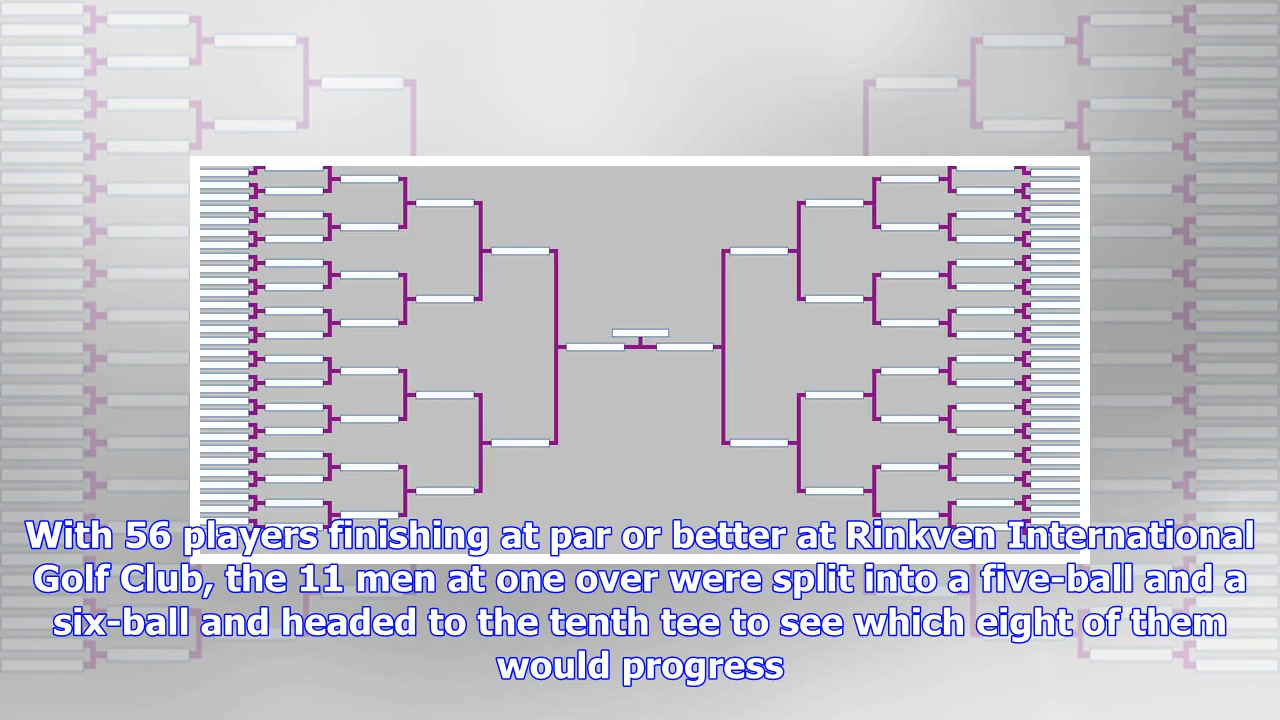 With 56 players finishing at par or better at Rinkven International
Golf Club, the 11 men at one over were split into a five-ball and a
six-ball and headed to the tenth tee to see which eight of them
would progress